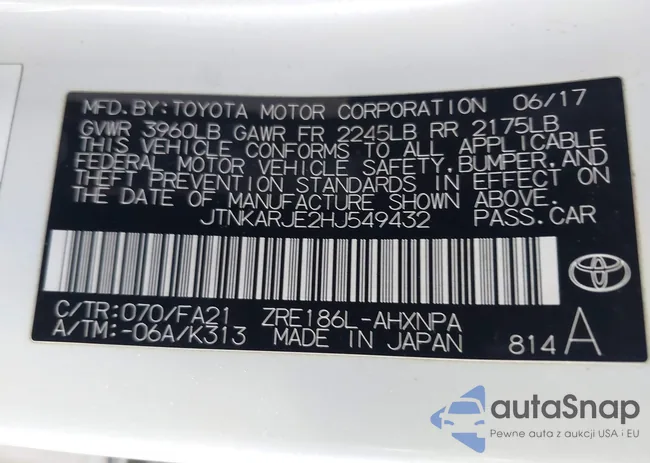 MFD.BY:TOYOTA MOTOR CORPORATION 06/17
GVWR 3960LB GAWR FR 2245LB RR 2175LB
THIS VEHICLE CONFORMS TO ALL APPLICABLE
FEDERAL MOTOR VEHICLE SAFETY,BUMPER,AND
THEFT PREVENTION STANDARDS IN EFFECT ON
THE DATE OF MANUFACTURE SHOWN ABOVE.
JTNKARJE2HJ549432 PASS.CAR
C/TR:070/FA21 ZRE186L-AHXNPA
A/TM:-06A/K313 MADE IN JAPAN 814A
autaSnap
Pewne auta z aukcji USA i EU